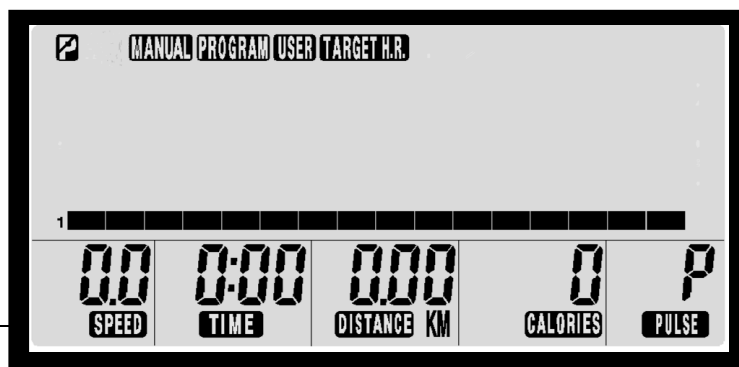 MANUAL PROGRAM USER TARGET H.R.
1
0.0 0:00 0.00 0 P
SPEED TIME DISTANCE KM CALORIES PULSE